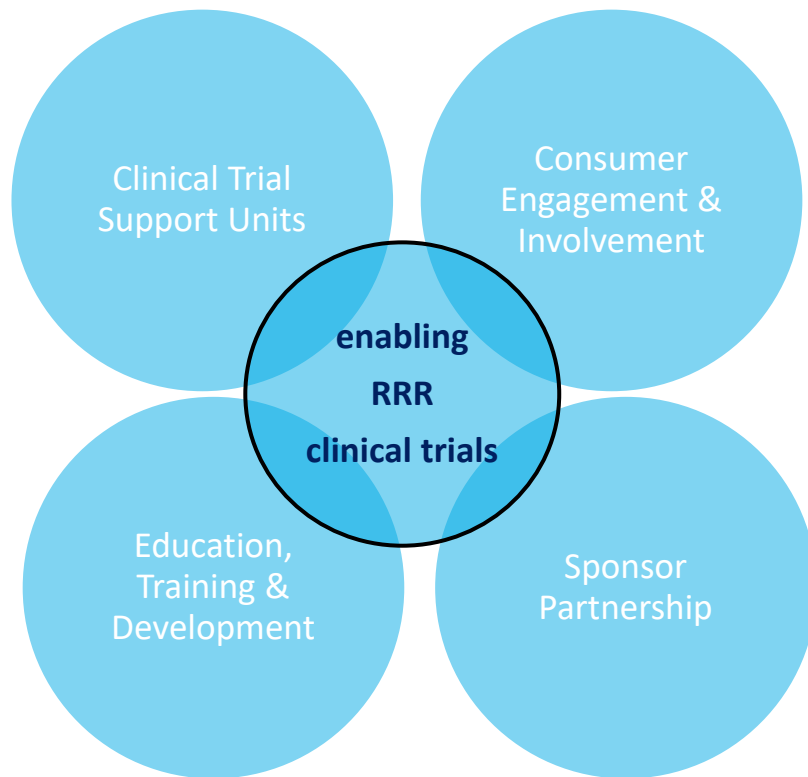 Clinical Trial
Support Units
Consumer
Engagement &
Involvement
enabling
RRR
clinical trials
Education,
Training &
Development
Sponsor
Partnership